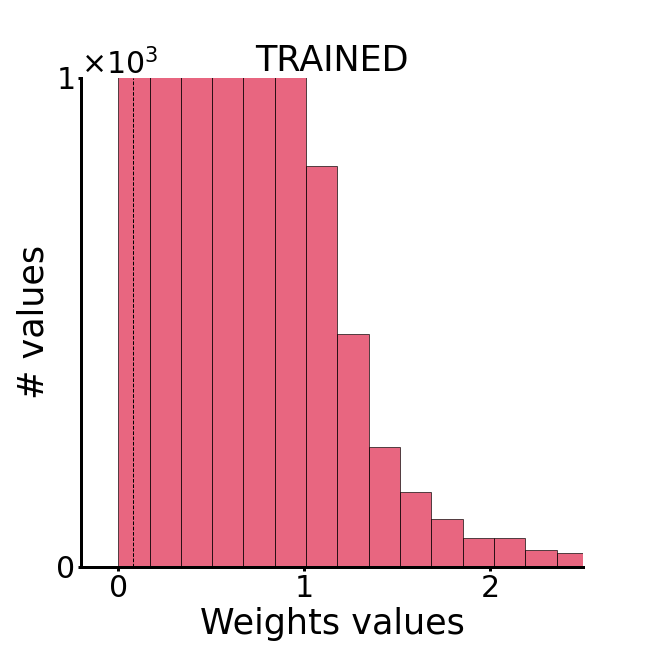 TRAINED
×10³
1
0
# values
0 1 2
Weights values